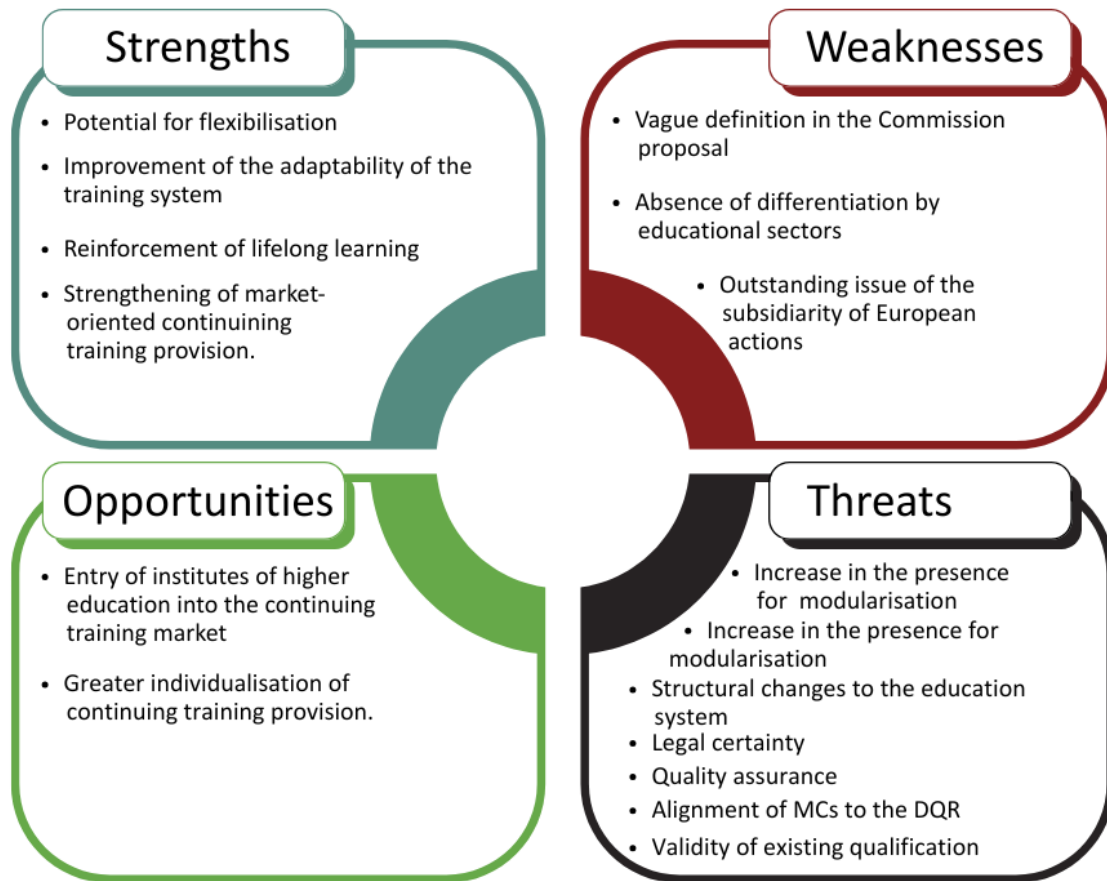 Strengths
• Potential for flexibilisation
• Improvement of the adaptability of the
training system
• Reinforcement of lifelong learning
• Strengthening of market-
oriented continuining
training provision.
Weaknesses
• Vague definition in the Commission
proposal
• Absence of differentiation by
educational sectors
• Outstanding issue of the
subsidiarity of European
actions
Opportunities
• Entry of institutes of higher
education into the continuing
training market
• Greater individualisation of
continuing training provision.
Threats
• Increase in the presence
for modularisation
• Increase in the presence for
modularisation
• Structural changes to the education
system
• Legal certainty
• Quality assurance
• Alignment of MCs to the DQR
• Validity of existing qualification